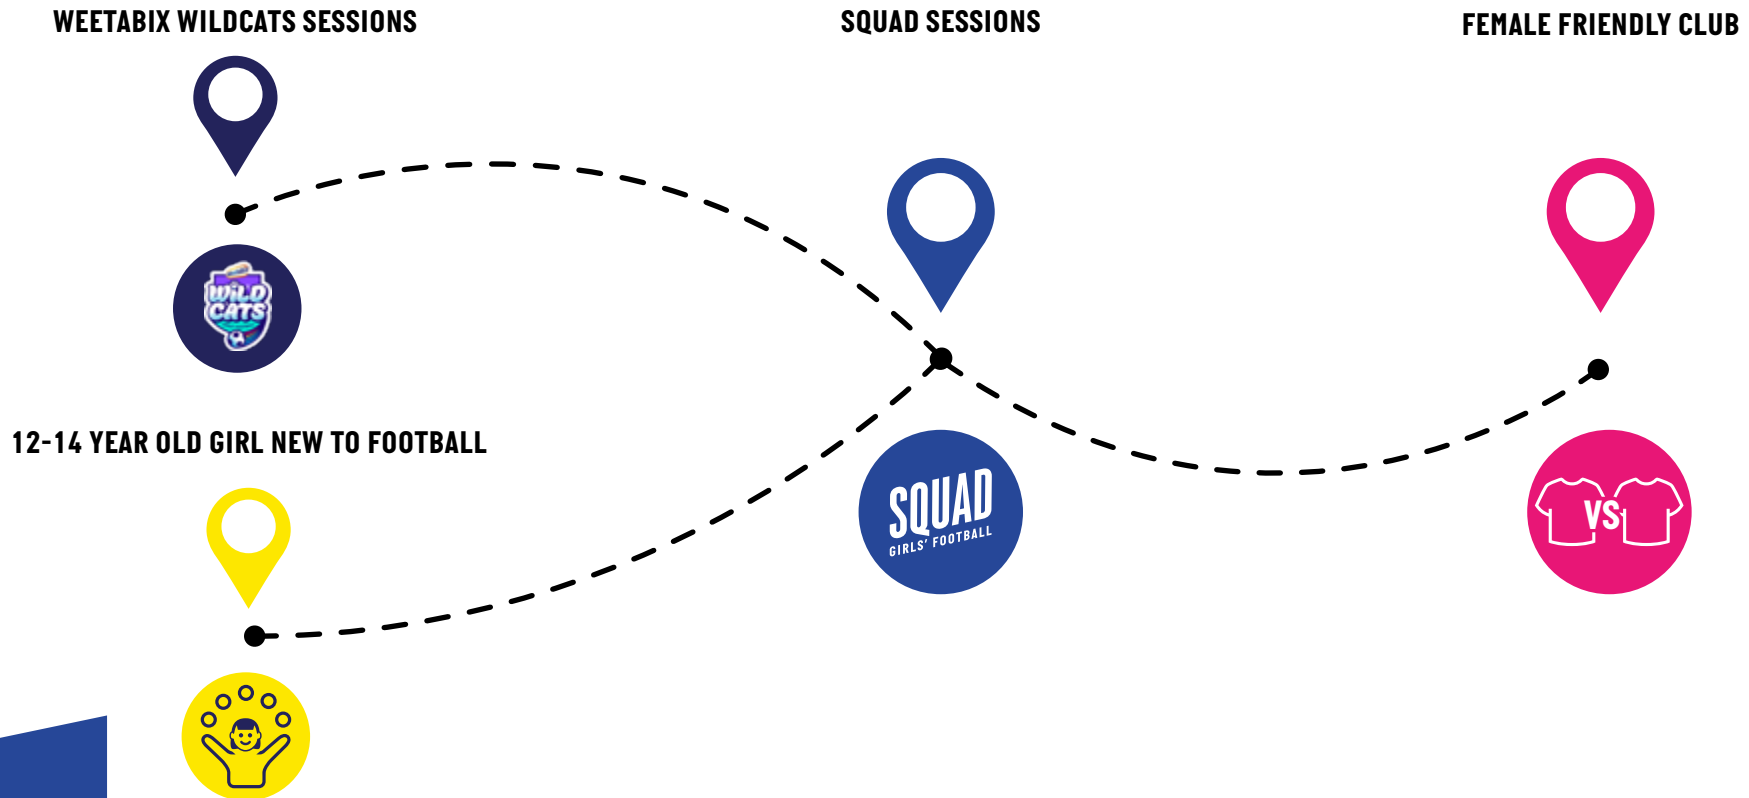 WEETABIX WILDCATS SESSIONS
SQUAD SESSIONS
FEMALE FRIENDLY CLUB
WILD
CATS
12-14 YEAR OLD GIRL NEW TO FOOTBALL
SQUAD
GIRLS' FOOTBALL
VS